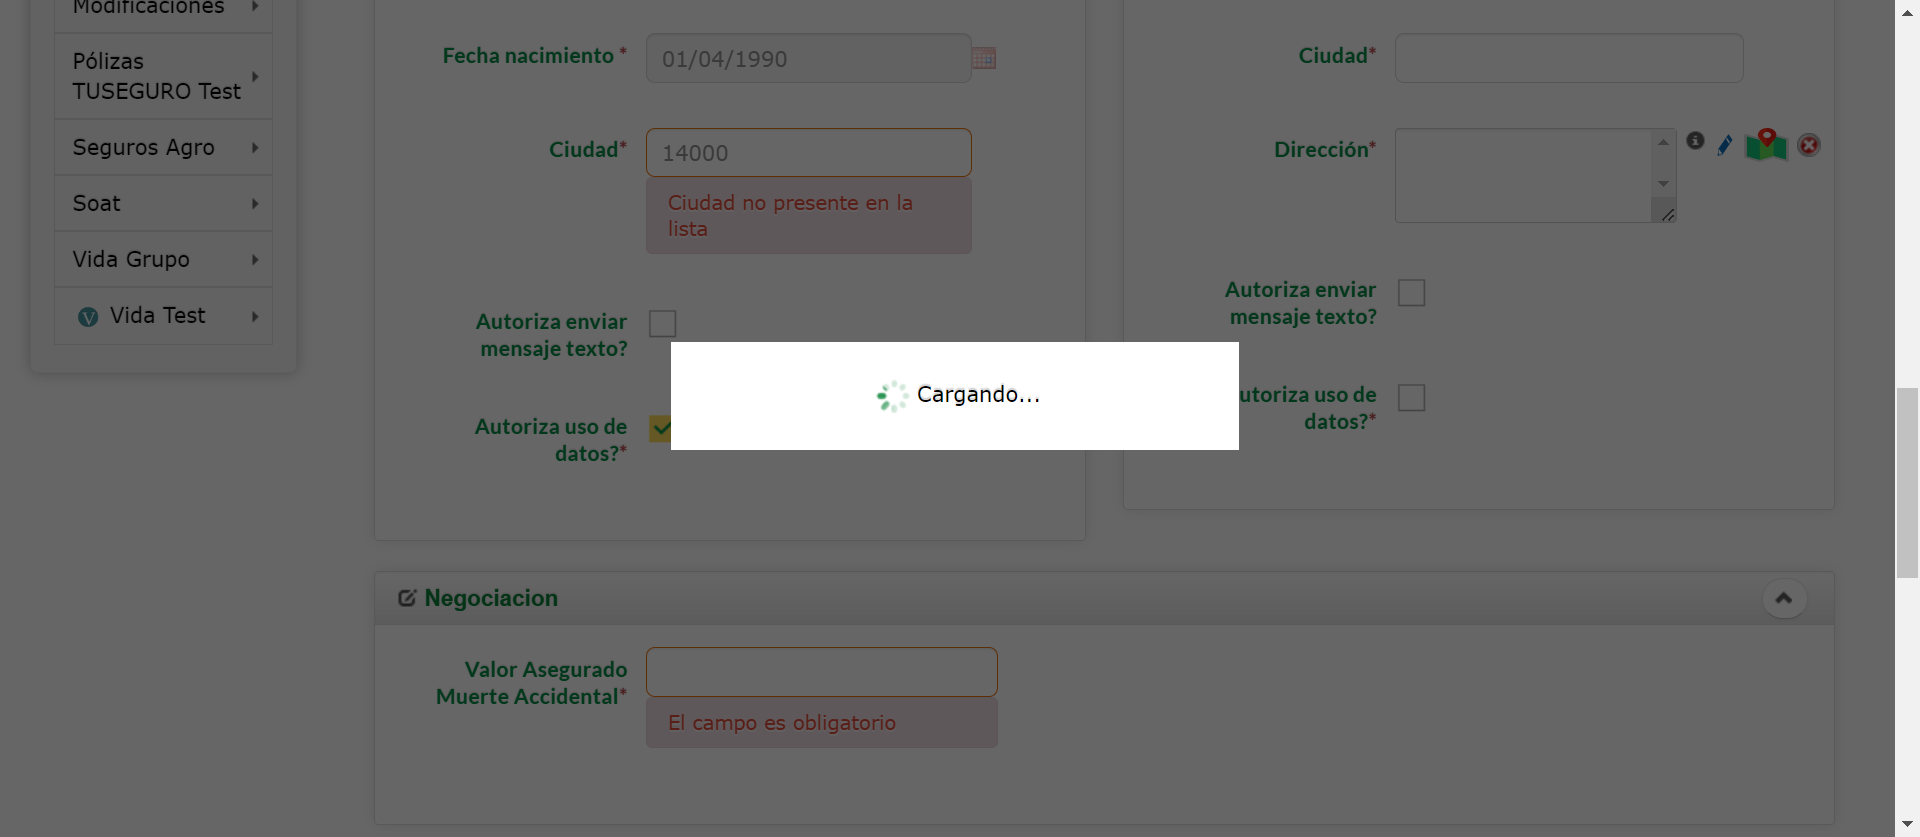 Modificaciones
Pólizas
TUSEGURO Test
Seguros Agro
Soat
Vida Grupo
V Vida Test
Fecha nacimiento *
01/04/1990
Ciudad*
14000
Ciudad no presente en la
lista
Autoriza enviar
mensaje texto?
Autoriza uso de
datos?*
Ciudad*
Dirección*
Autoriza enviar
mensaje texto?
utoriza uso de
datos?*
Cargando...
Negociacion
Valor Asegurado
Muerte Accidental*
El campo es obligatorio